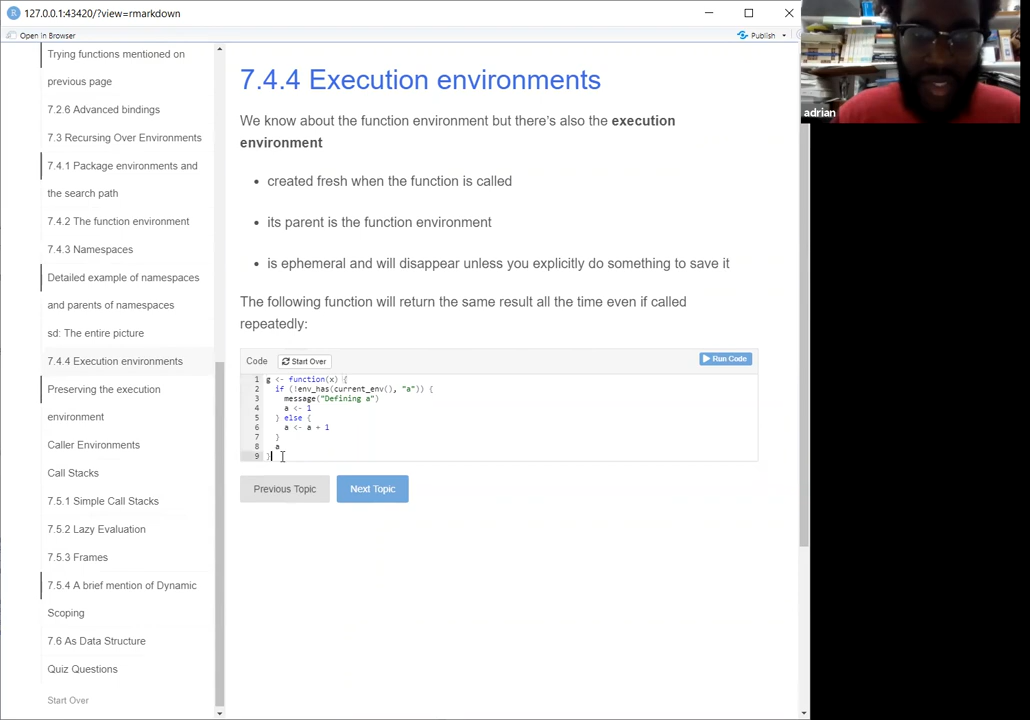 127.0.0.1:43420/?view=rmarkdown
Open in Browser
Publish
Trying functions mentioned on
previous page
7.2.6 Advanced bindings
7.3 Recursing Over Environments
7.4.1 Package environments and
the search path
7.4.2 The function environment
7.4.3 Namespaces
Detailed example of namespaces
and parents of namespaces
sd: The entire picture
7.4.4 Execution environments
Preserving the execution
environment
Caller Environments
Call Stacks
7.5.1 Simple Call Stacks
7.5.2 Lazy Evaluation
7.5.3 Frames
7.5.4 A brief mention of Dynamic
Scoping
7.6 As Data Structure
Quiz Questions
Start Over
7.4.4 Execution environments
We know about the function environment but there's also the execution
environment
• created fresh when the function is called
• its parent is the function environment
• is ephemeral and will disappear unless you explicitly do something to save it
The following function will return the same result all the time even if called
repeatedly:
Code
Start Over
Run Code
1 g <- function(x) {
2 if (!env_has(current_env(), "a")) {
3 message("Defining a")
4 a <- 1
5 } else {
6 a <- a + 1
7 }
8 a
9 }
Previous Topic
Next Topic
adrian